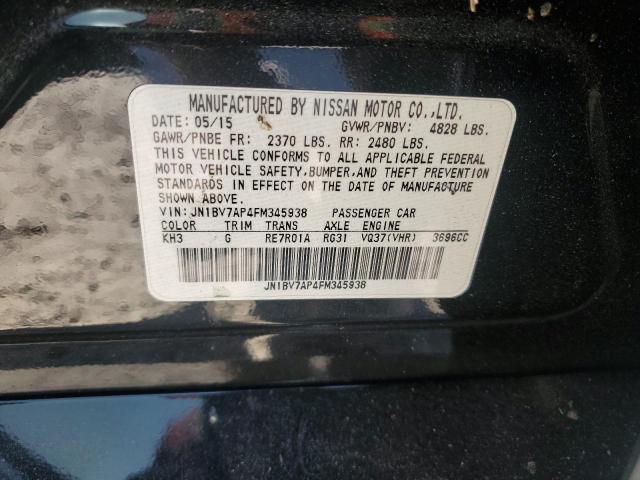 MANUFACTURED BY NISSAN MOTOR CO.,LTD.
DATE: 05/15 GVWR/PNBV: 4828 LBS.
GAWR/PNBE FR: 2370 LBS. RR: 2480 LBS.
THIS VEHICLE CONFORMS TO ALL APPLICABLE FEDERAL
MOTOR VEHICLE SAFETY, BUMPER, AND THEFT PREVENTION
STANDARDS IN EFFECT ON THE DATE OF MANUFACTURE
SHOWN ABOVE.
VIN: JN1BV7AP4FM345938 PASSENGER CAR
COLOR TRIM TRANS AXLE ENGINE
KH3 G RE7R01A RG31 VQ37(VHR) 3696CC
JN1BV7AP4FM345938